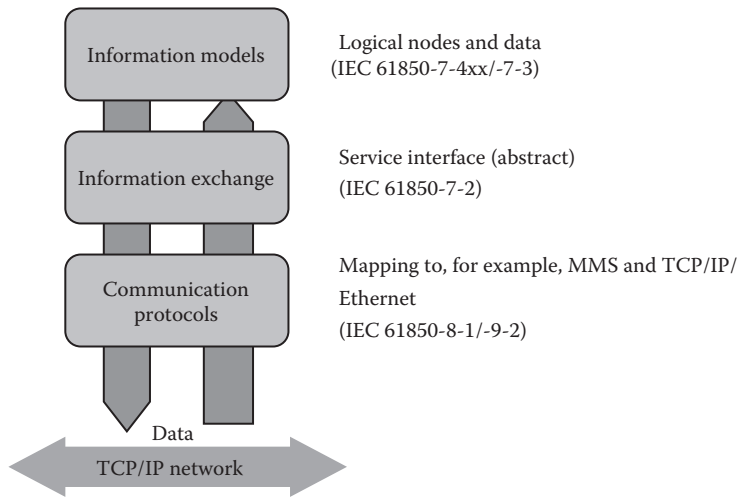 Information models
Logical nodes and data
(IEC 61850-7-4xx/-7-3)
Information exchange
Service interface (abstract)
(IEC 61850-7-2)
Communication
protocols
Mapping to, for example, MMS and TCP/IP/
Ethernet
(IEC 61850-8-1/-9-2)
Data
TCP/IP network